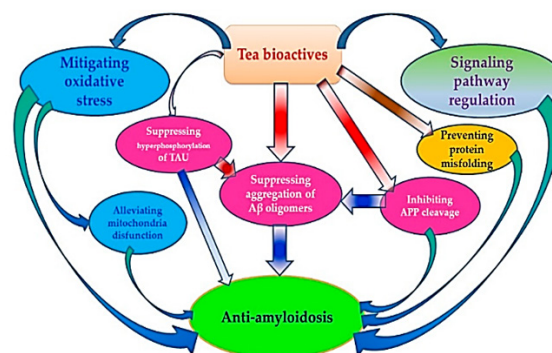 Tea bioactives
Mitigating
oxidative
stress
Signaling
pathway
regulation
Suppressing
hyperphosphorylation
of TAU
Preventing
protein
misfolding
Suppressing
aggregation of
Aβ oligomers
Inhibiting
APP cleavage
Alleviating
mitochondria
disfunction
Anti-amyloidosis